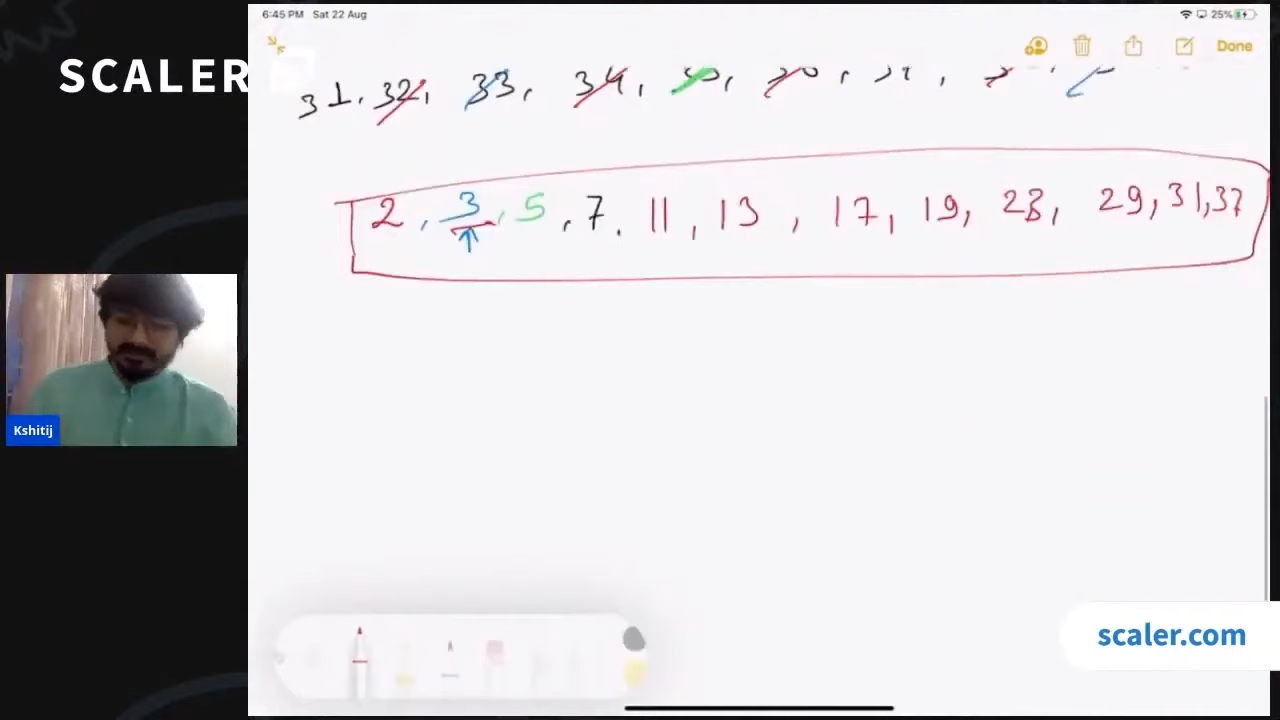 6:45 PM Sat 22 Aug
25%
SCALER
Done
31, 32, 33, 34,
2, 3, 5, 7, 11, 13, 17, 19, 23, 29, 31, 37
Kshitij
scaler.com